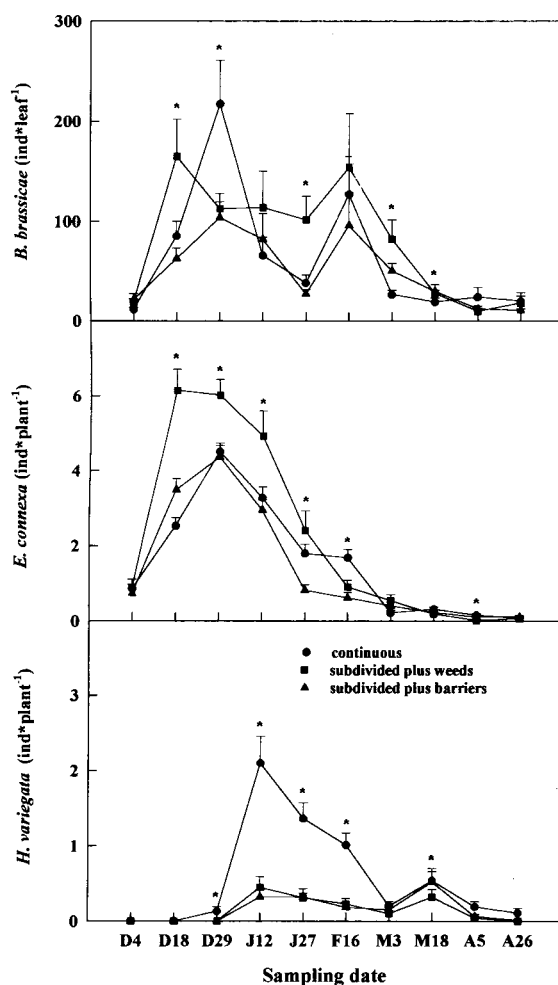 300
200
100
0
B. brassicae (ind*leaf⁻¹)
* * * * *
6
4
2
0
E. connexa (ind*plant⁻¹)
* * * * * *
continuous
subdivided plus weeds
subdivided plus barriers
3
2
1
0
H. variegata (ind*plant⁻¹)
* * * * *
D4 D18 D29 J12 J27 F16 M3 M18 A5 A26
Sampling date